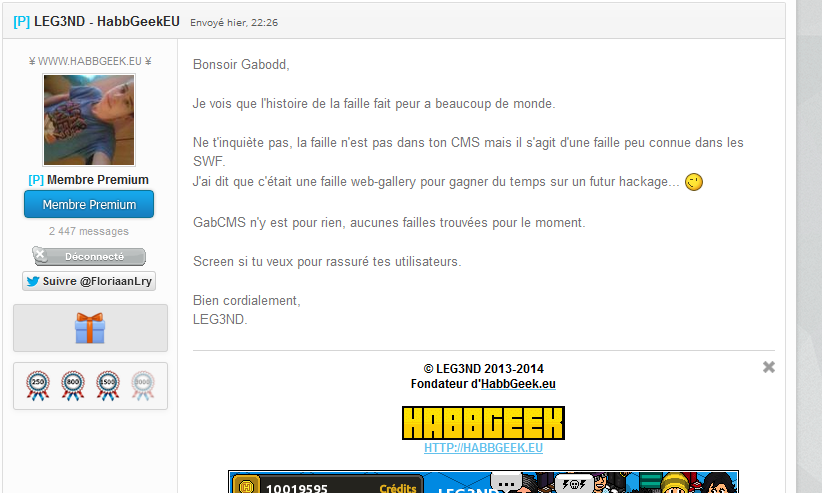 [P] LEG3ND - HabbGeekEU Envoyé hier, 22:26
¥ WWW.HABBGEEK.EU ¥
[P] Membre Premium
Membre Premium
2 447 messages
Déconnecté
Suivre @FloriaanLry
250 800 1500 2000
Bonsoir Gabodd,
Je vois que l'histoire de la faille fait peur a beaucoup de monde.
Ne t'inquiète pas, la faille n'est pas dans ton CMS mais il s'agit d'une faille peu connue dans les
SWF.
J'ai dit que c'était une faille web-gallery pour gagner du temps sur un futur hackage...
GabCMS n'y est pour rien, aucunes failles trouvées pour le moment.
Screen si tu veux pour rassuré tes utilisateurs.
Bien cordialement,
LEG3ND.
© LEG3ND 2013-2014
Fondateur d'HabbGeek.eu
HABBGEEK
HTTP://HABBGEEK.EU
10019595 Crédits LEG3ND